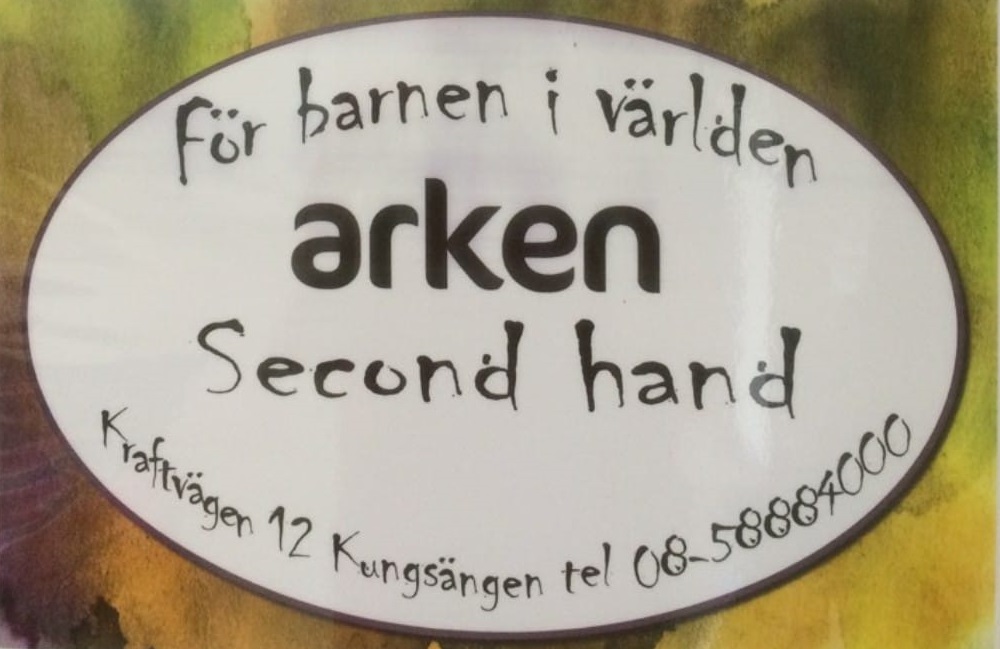 För barnen i världen
arken
Second hand
Kraftvägen 12 Kungsängen tel 08-58884000